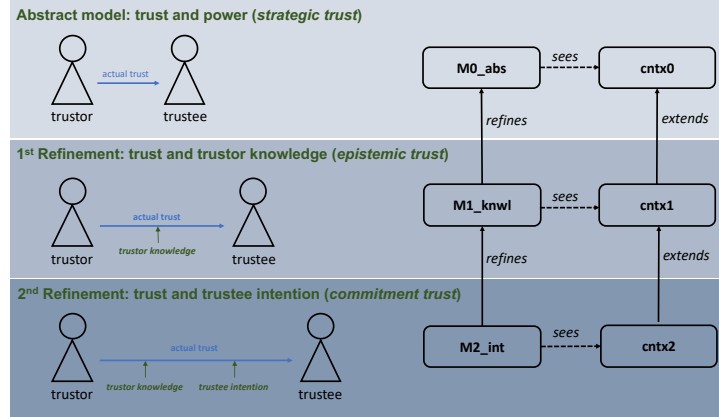 Abstract model: trust and power (strategic trust)
actual trust
trustor
trustee
M0_abs
sees
cntx0
refines
extends
1st Refinement: trust and trustor knowledge (epistemic trust)
actual trust
trustor knowledge
trustor
trustee
M1_knwl
sees
cntx1
refines
extends
2nd Refinement: trust and trustee intention (commitment trust)
actual trust
trustor knowledge
trustee intention
trustor
trustee
M2_int
sees
cntx2